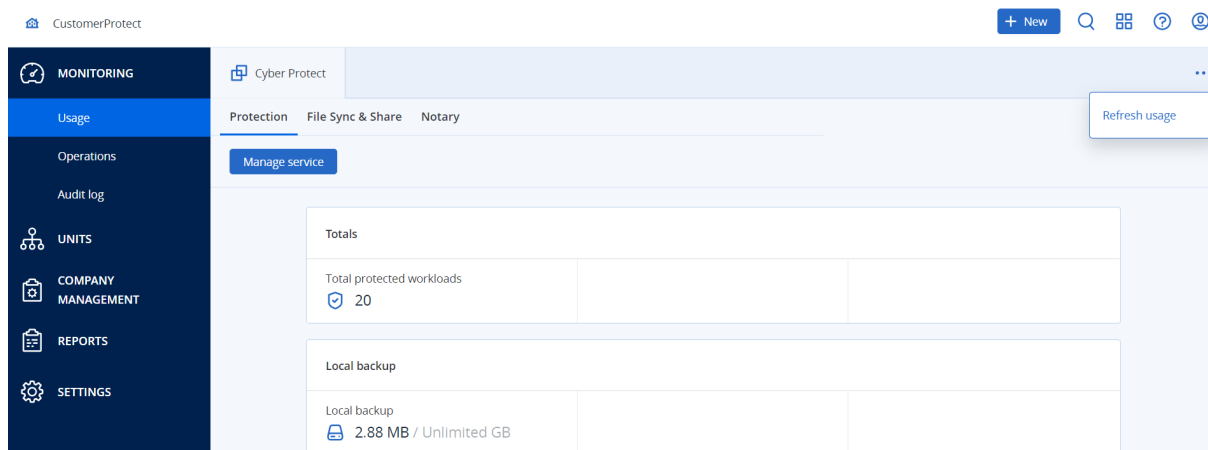 CustomerProtect
+ New
MONITORING
Usage
Operations
Audit log
UNITS
COMPANY
MANAGEMENT
REPORTS
SETTINGS
Cyber Protect
Refresh usage
Protection File Sync & Share Notary
Manage service
Totals
Total protected workloads
20
Local backup
Local backup
2.88 MB / Unlimited GB